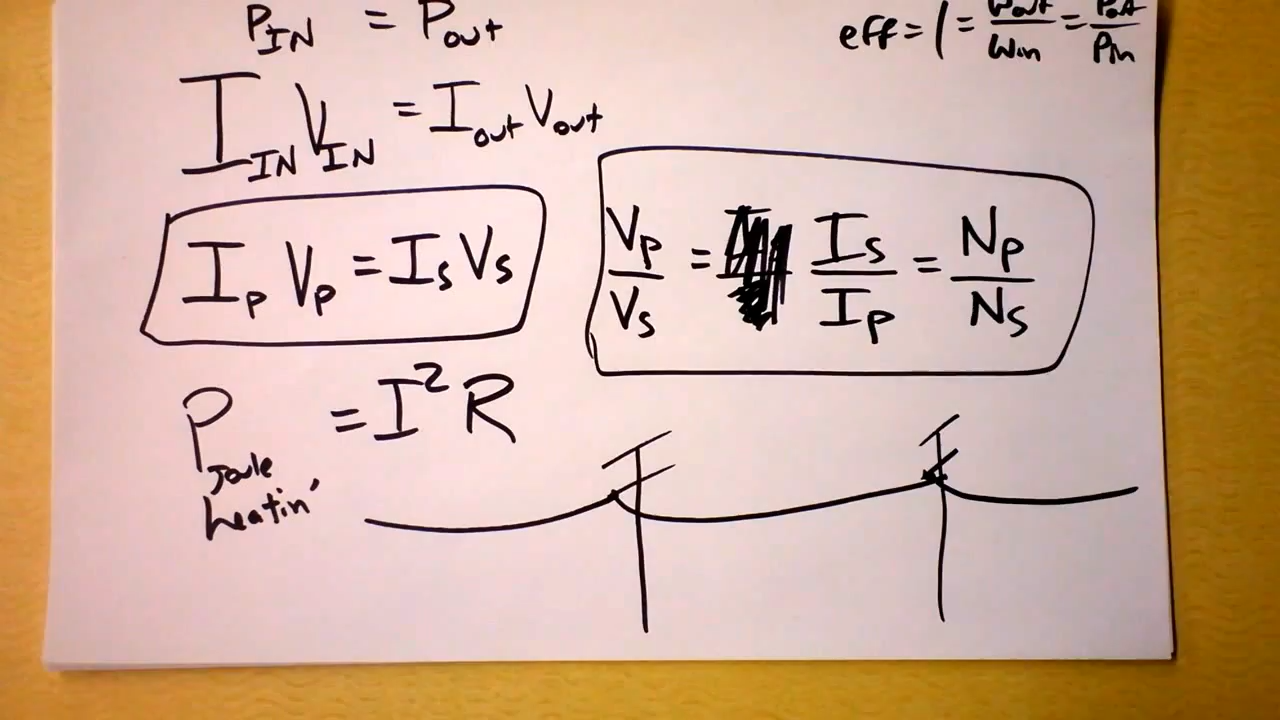 P_IN = P_out
eff = 1 = W_out/W_in = P_out/P_in
I_IN V_IN = I_out V_out
I_p V_p = I_s V_s
V_p/V_s = I_s/I_p = N_p/N_s
P_Joule heatin' = I² R